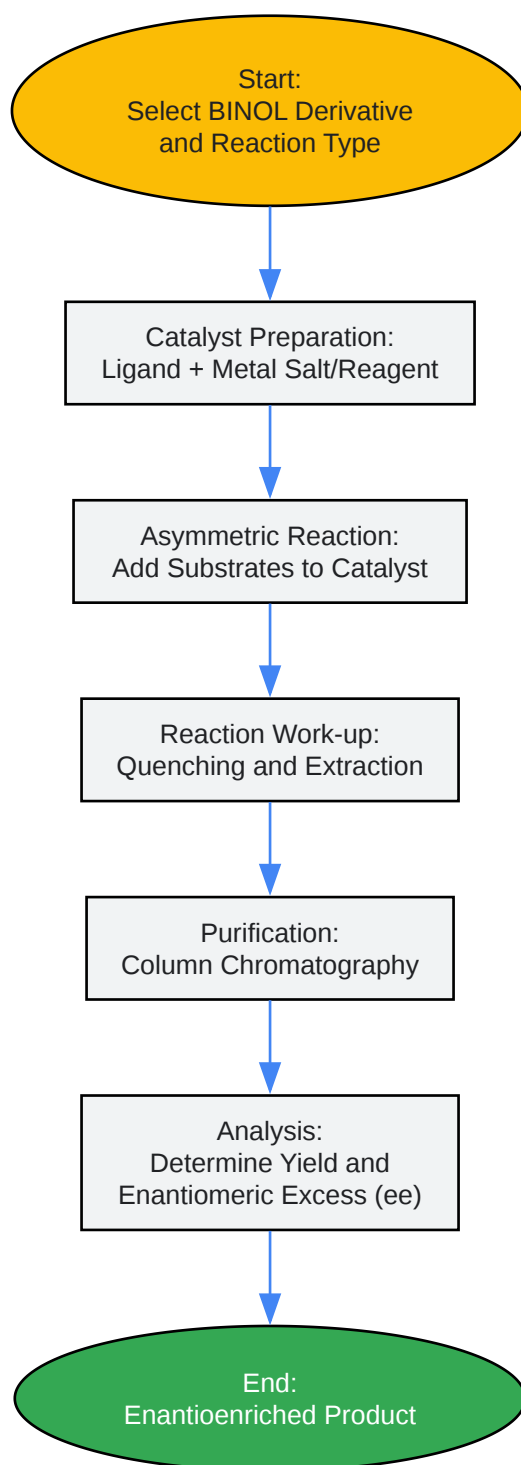 Start:
Select BINOL Derivative
and Reaction Type
Catalyst Preparation:
Ligand + Metal Salt/Reagent
Asymmetric Reaction:
Add Substrates to Catalyst
Reaction Work-up:
Quenching and Extraction
Purification:
Column Chromatography
Analysis:
Determine Yield and
Enantiomeric Excess (ee)
End:
Enantioenriched Product